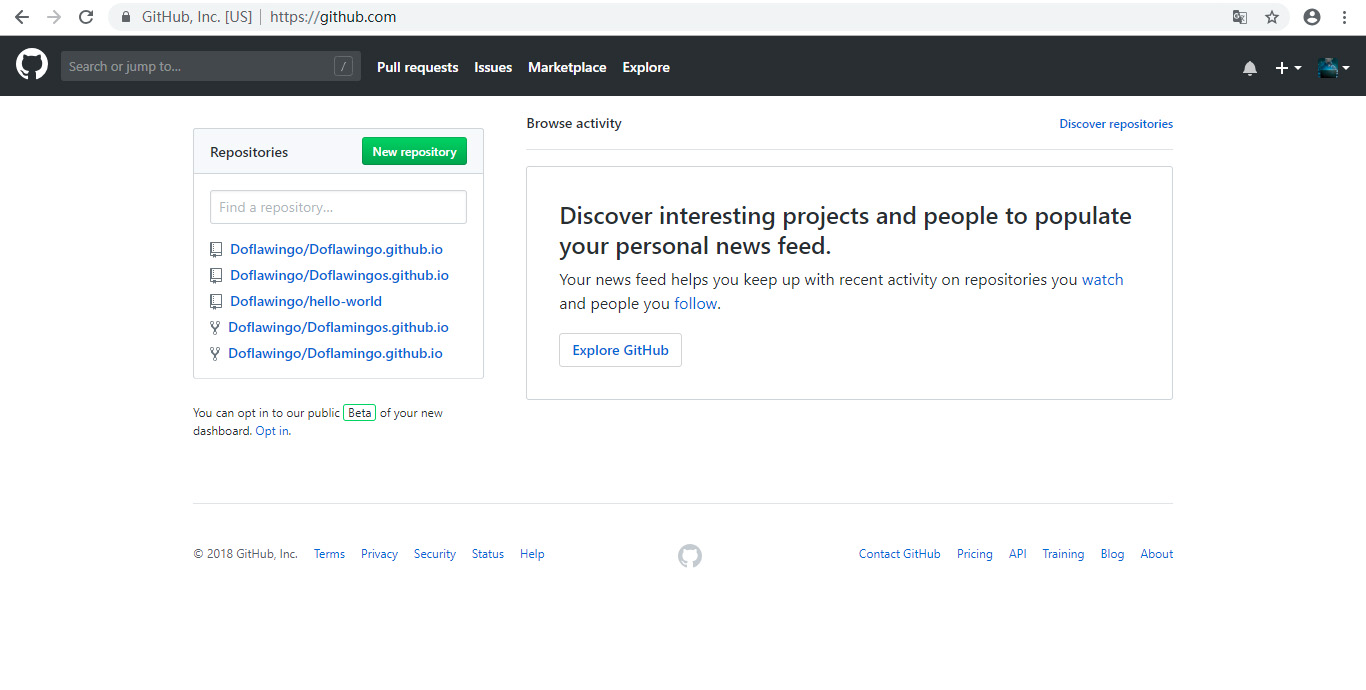 GitHub, Inc. [US] | https://github.com
Search or jump to... / Pull requests Issues Marketplace Explore
Repositories New repository
Find a repository...
Doflawingo/Doflawingo.github.io
Doflawingo/Doflawingos.github.io
Doflawingo/hello-world
Doflawingo/Doflamingos.github.io
Doflawingo/Doflamingo.github.io
You can opt in to our public Beta of your new
dashboard. Opt in.
Browse activity Discover repositories
Discover interesting projects and people to populate
your personal news feed.
Your news feed helps you keep up with recent activity on repositories you watch
and people you follow.
Explore GitHub
© 2018 GitHub, Inc. Terms Privacy Security Status Help Contact GitHub Pricing API Training Blog About